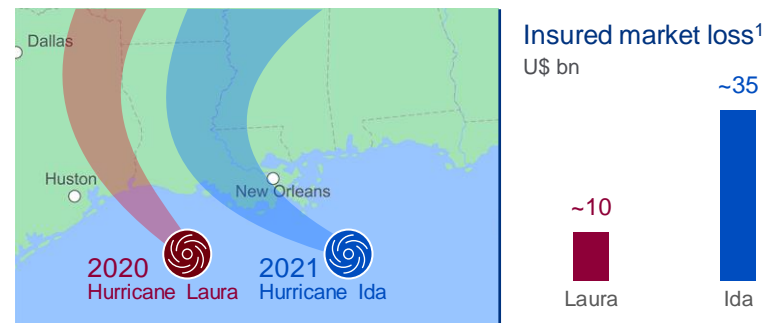 Dallas
Huston
New Orleans
2020
Hurricane Laura
2021
Hurricane Ida
Insured market loss¹
U$ bn
~35
~10
Laura
Ida